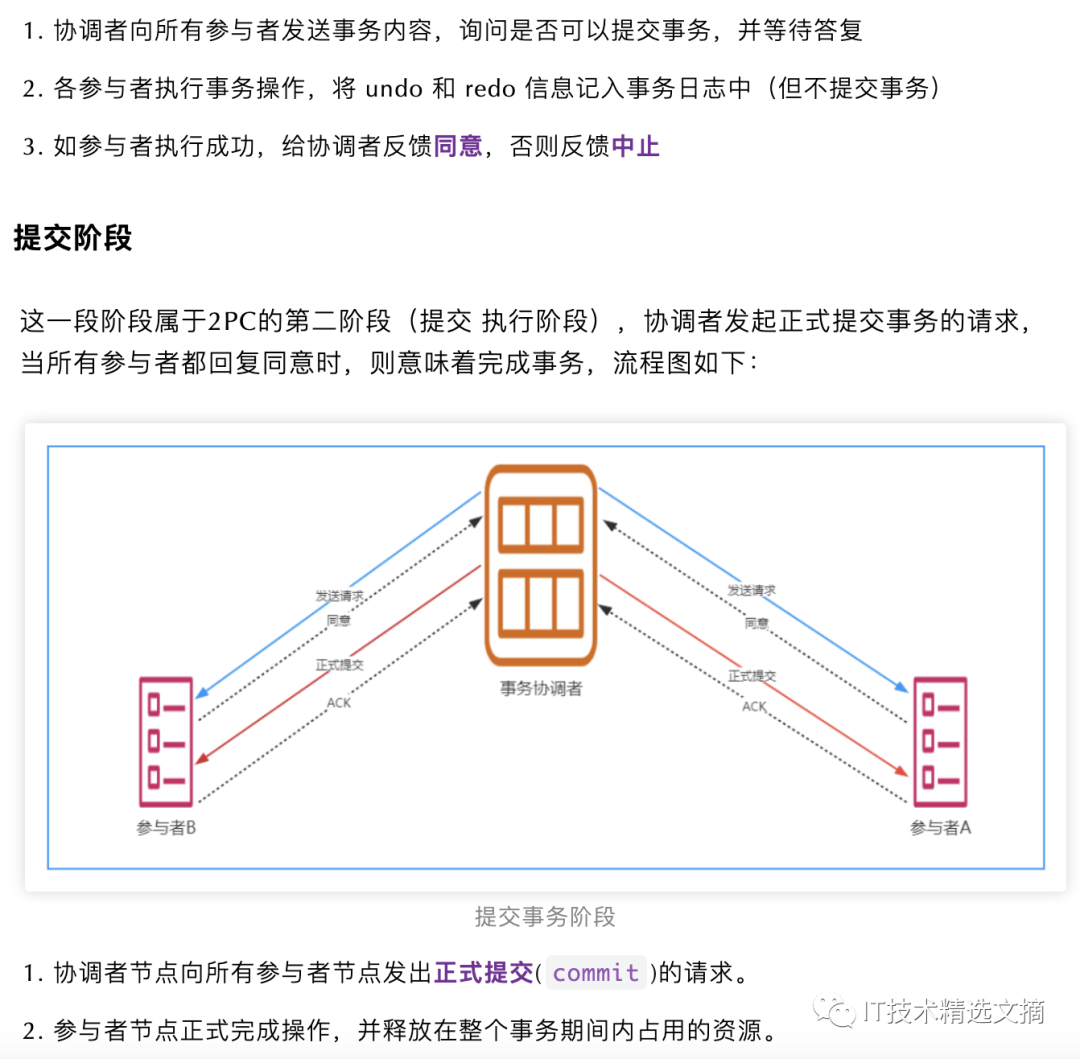 1. 协调者向所有参与者发送事务内容，询问是否可以提交事务，并等待答复
2. 各参与者执行事务操作，将 undo 和 redo 信息记入事务日志中（但不提交事务）
3. 如参与者执行成功，给协调者反馈同意，否则反馈中止
提交阶段
这一段阶段属于2PC的第二阶段（提交 执行阶段），协调者发起正式提交事务的请求，
当所有参与者都回复同意时，则意味着完成事务，流程图如下：
发送请求
同意
正式提交
ACK
发送请求
同意
正式提交
ACK
事务协调者
参与者B
参与者A
提交事务阶段
1. 协调者节点向所有参与者节点发出正式提交(commit)的请求。
2. 参与者节点正式完成操作，并释放在整个事务期间内占用的资源。
IT技术精选文摘